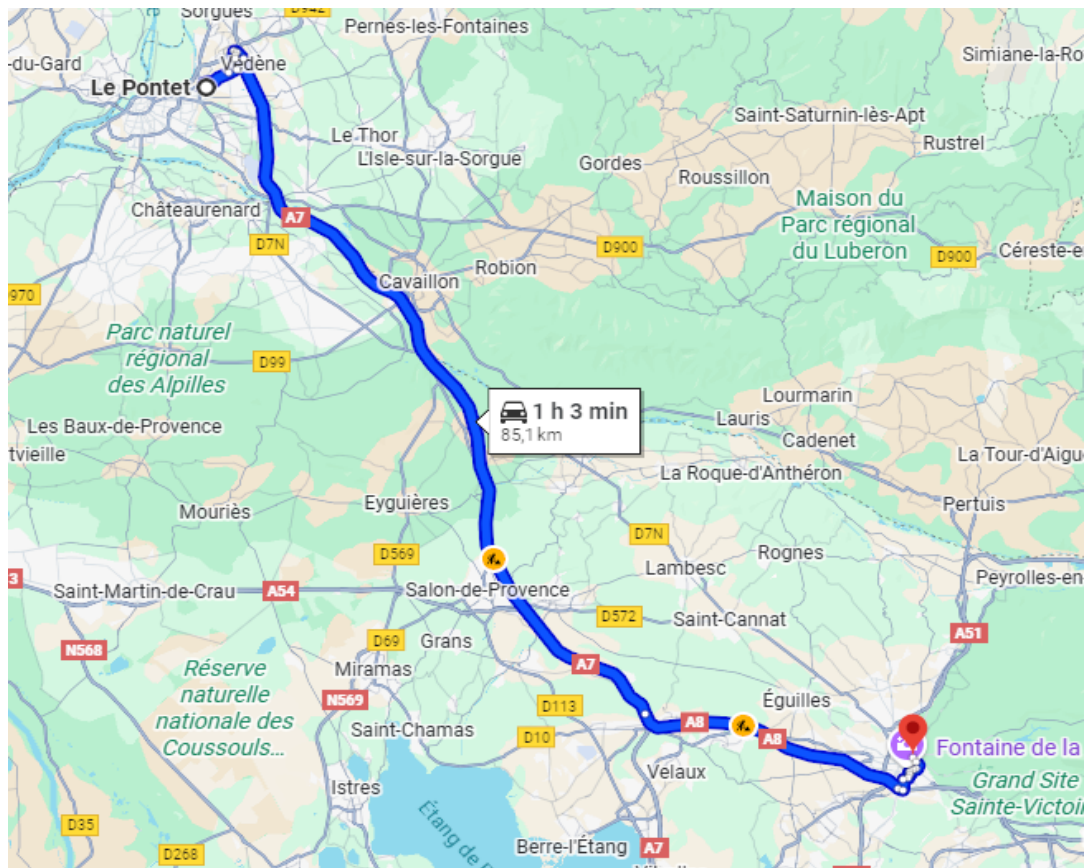 Sorgues
D942
Pernes-les-Fontaines
-du-Gard
Vedène
Simiane-la-Ro
Le Pontet
Saint-Saturnin-lès-Apt
Le Thor
Rustrel
L'Isle-sur-la-Sorgue
Gordes
Roussillon
Maison du
Parc régional
du Luberon
Châteaurenard
A7
D7N
D900
D900
Céreste-e
Robion
Cavaillon
970
Parc naturel
régional
des Alpilles
D99
1 h 3 min
85,1 km
Lourmarin
Lauris
Cadenet
Les Baux-de-Provence
tvieille
La Tour-d'Aigu
La Roque-d'Anthéron
Eyguières
Mouriès
Pertuis
D7N
D569
Rognes
Lambesc
Peyrolles-en
3
Saint-Martin-de-Crau
A54
Salon-de-Provence
D572
Saint-Cannat
A51
D69
Grans
N568
A7
Miramas
Réserve
naturelle
nationale des
Coussouls...
N569
D113
Éguilles
Saint-Chamas
D10
A8
A8
Fontaine de la
Velaux
Grand Site
Sainte-Victoir
Istres
D35
Étang de
Berre-l'Étang
A7
D268